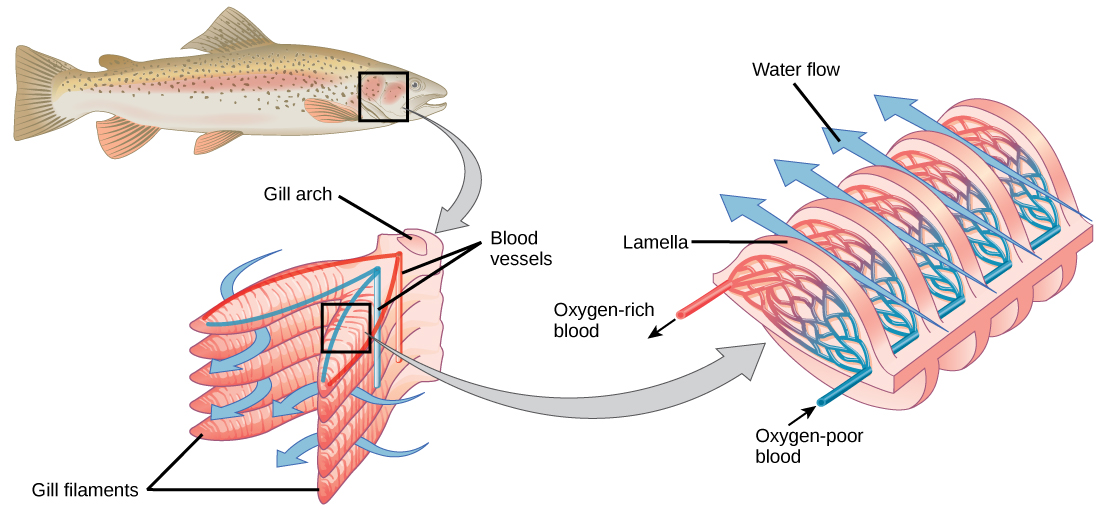 Water flow
Gill arch
Blood
vessels
Lamella
Oxygen-rich
blood
Oxygen-poor
blood
Gill filaments